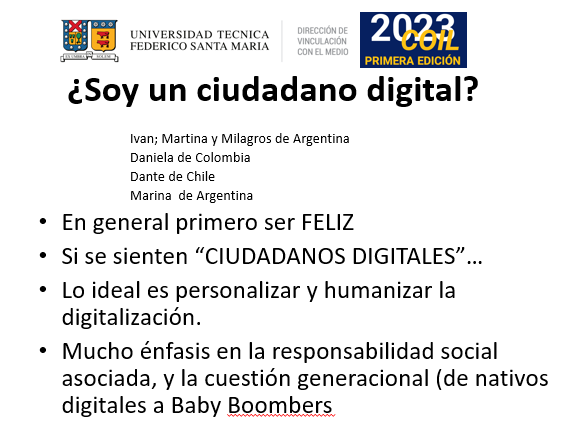 UNIVERSIDAD TECNICA
FEDERICO SANTA MARIA
DIRECCIÓN DE
VINCULACIÓN
CON EL MEDIO
2023
COIL
PRIMERA EDICIÓN
¿Soy un ciudadano digital?
Ivan; Martina y Milagros de Argentina
Daniela de Colombia
Dante de Chile
Marina  de Argentina
• En general primero ser FELIZ
• Si se sienten “CIUDADANOS DIGITALES”…
• Lo ideal es personalizar y humanizar la
digitalización.
• Mucho énfasis en la responsabilidad social
asociada, y la cuestión generacional (de nativos
digitales a Baby Boombers